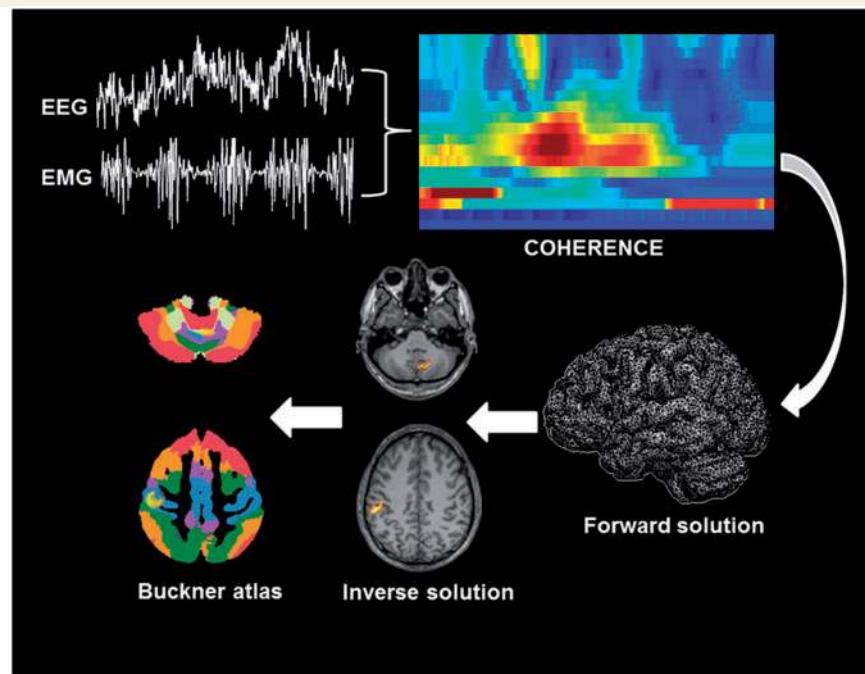 EEG
EMG
COHERENCE
Forward solution
Buckner atlas
Inverse solution